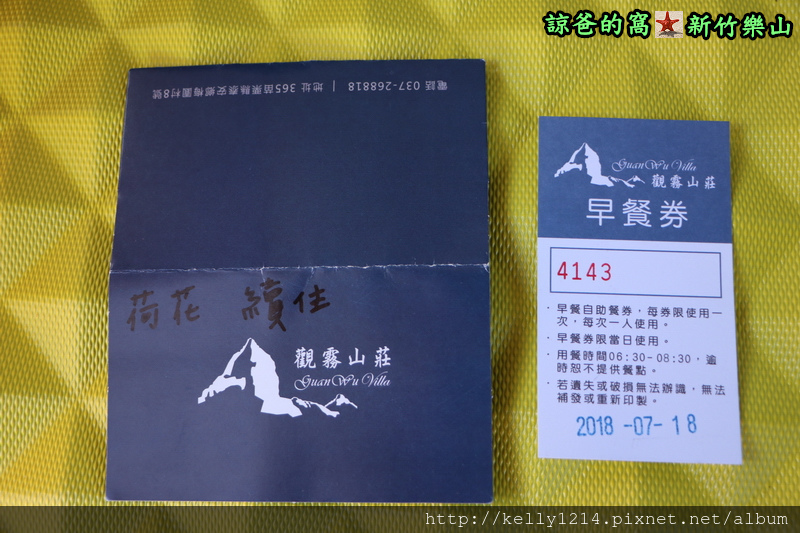 諒爸的窩 新竹樂山
電話 037-268818 | 地址 365苗栗縣泰安鄉梅園村8號
荷花 續住
觀霧山莊
GuanWu Villa
GuanWu Villa
觀霧山莊
早餐券
4143
· 早餐自助餐券，每券限使用一
次，每次一人使用。
· 早餐券限當日使用。
· 用餐時間06:30-08:30，逾
時恕不提供餐點。
· 若遺失或破損無法辦識，無法
補發或重新印製。
2018 -07- 18
http://kelly1214.pixnet.net/album